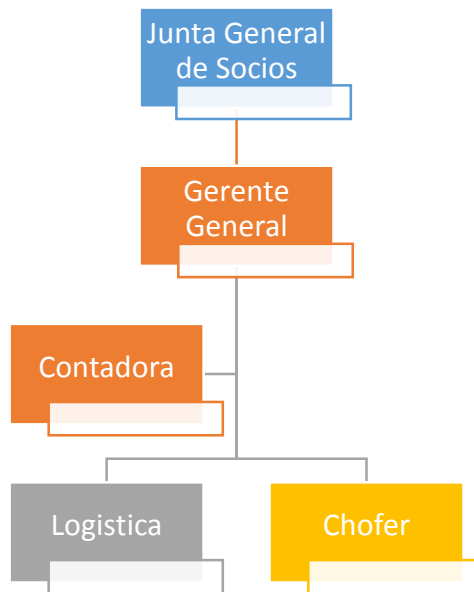 Junta General
de Socios
Gerente
General
Contadora
Logistica
Chofer